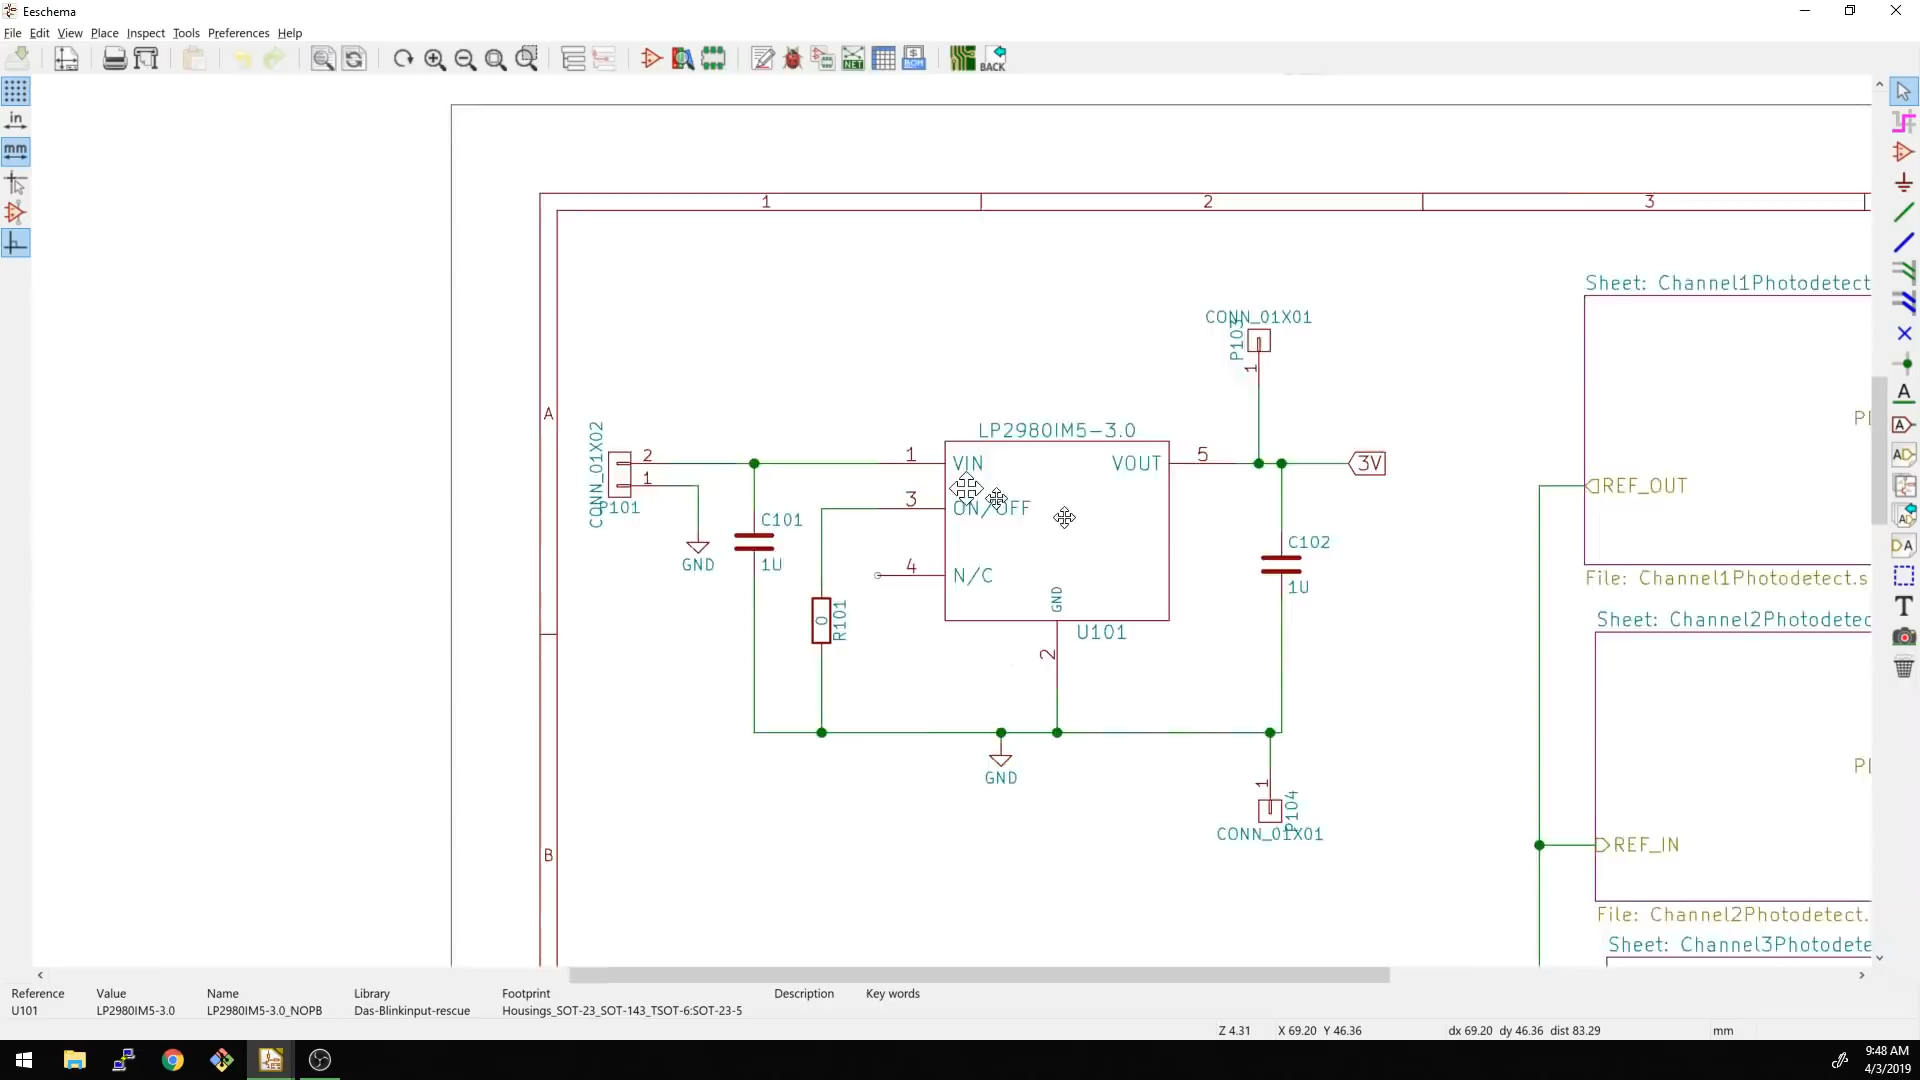 Eeschema
File Edit View Place Inspect Tools Preferences Help
NET
BOM
BACK
in
mm
1 2 3
A
B
Sheet: Channel1Photodetect
REF_OUT
File: Channel1Photodetect.s
Sheet: Channel2Photodetec
REF_IN
File: Channel2Photodetect.
Sheet: Channel3Photodete
CONN_01X01
P103
1
LP2980IM5-3.0
CONN_01X02
P101
2
1
GND
C101
1U
1 VIN
3 ON/OFF
4 N/C
VOUT 5
GND
2
U101
3V
C102
1U
0
R101
GND
1
P104
CONN_01X01
Reference Value Name Library Footprint Description Key words
U101 LP2980IM5-3.0 LP2980IM5-3.0_NOPB Das-Blinkinput-rescue Housings_SOT-23_SOT-143_TSOT-6:SOT-23-5
Z 4.31 X 69.20 Y 46.36 dx 69.20 dy 46.36 dist 83.29 mm
9:48 AM
4/3/2019